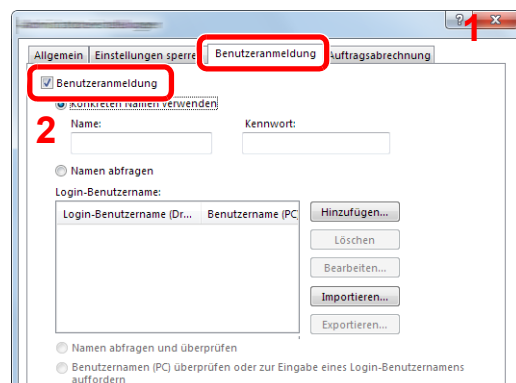 ? x
1
Allgemein Einstellungen sperre Benutzeranmeldung Auftragsabrechnung
Benutzeranmeldung
Konkreten Namen verwenden
2
Name: Kennwort:
Namen abfragen
Login-Benutzername:
Login-Benutzername (Dr... Benutzername (PC) Hinzufügen...
Löschen
Bearbeiten...
Importieren...
Exportieren...
Namen abfragen und überprüfen
Benutzernamen (PC) überprüfen oder zur Eingabe eines Login-Benutzernamens
auffordern